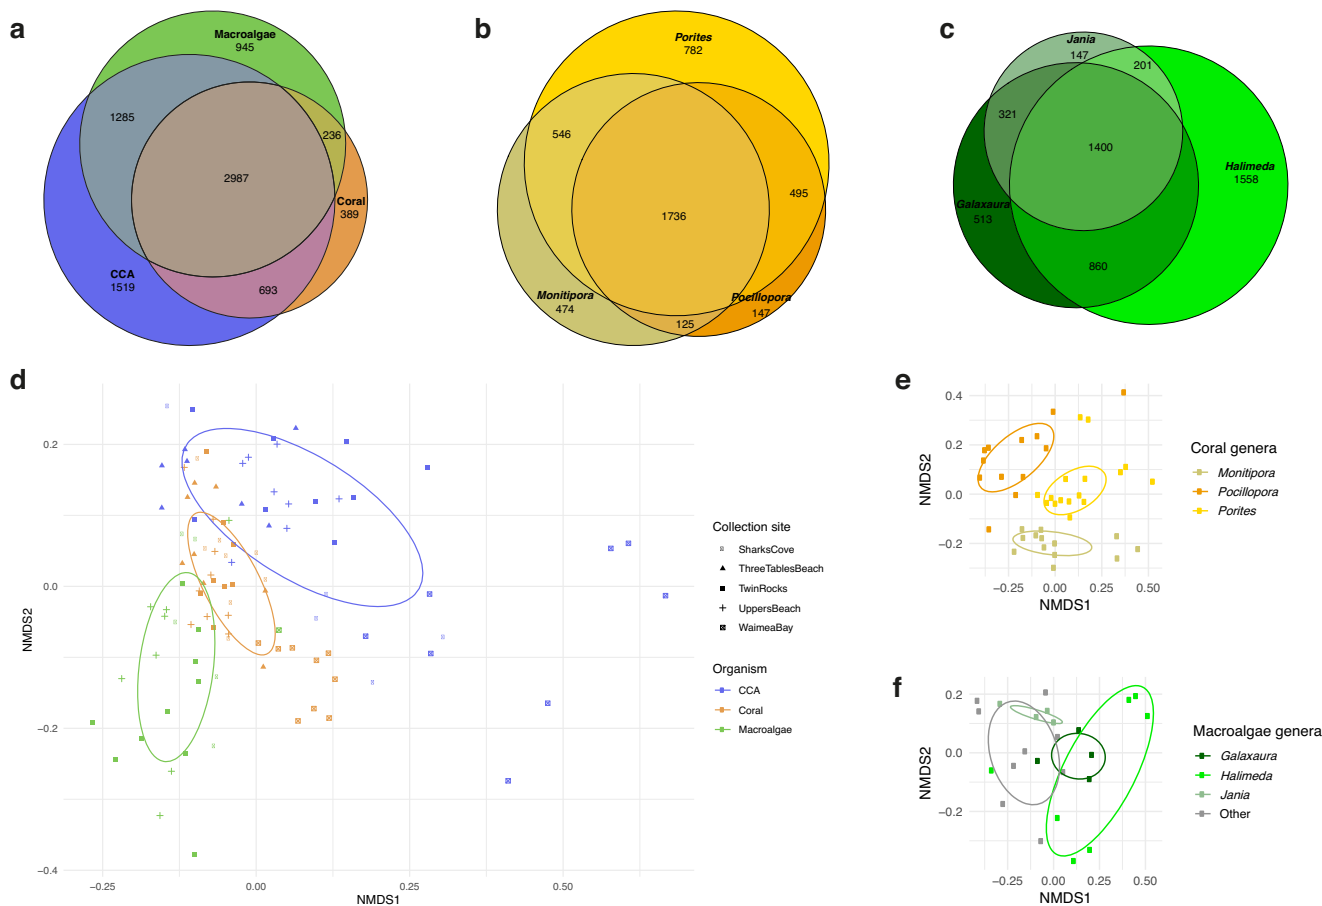 a
Macroalgae
945
1285
236
2987
Coral
389
CCA
1519
693
b
Porites
782
546
495
1736
Monitipora
474
Pocillopora
147
125
c
Jania
147
201
321
1400
Halimeda
1558
Galaxaura
513
860
d
NMDS2
0.2
0.0
−0.2
−0.4
−0.25
0.00
0.25
0.50
NMDS1
Collection site
SharksCove
ThreeTablesBeach
TwinRocks
UppersBeach
WaimeaBay
Organism
CCA
Coral
Macroalgae
e
NMDS2
0.4
0.2
0.0
−0.2
−0.25
0.00
0.25
0.50
NMDS1
Coral genera
Monitipora
Pocillopora
Porites
f
NMDS2
0.2
0.0
−0.2
−0.25
0.00
0.25
0.50
NMDS1
Macroalgae genera
Galaxaura
Halimeda
Jania
Other